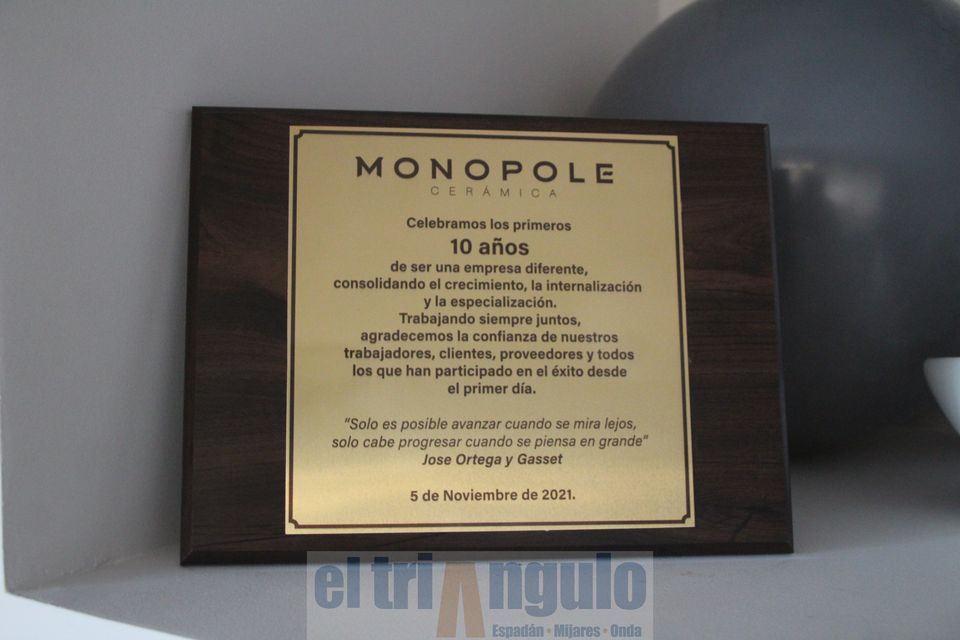 MONOPOLE
CERÁMICA
Celebramos los primeros
10 años
de ser una empresa diferente,
consolidando el crecimiento, la internalización
y la especialización.
Trabajando siempre juntos,
agradecemos la confianza de nuestros
trabajadores, clientes, proveedores y todos
los que han participado en el éxito desde
el primer día.
"Solo es posible avanzar cuando se mira lejos,
solo cabe progresar cuando se piensa en grande"
Jose Ortega y Gasset
5 de Noviembre de 2021.
el triángulo
Espadán • Mijares • Onda